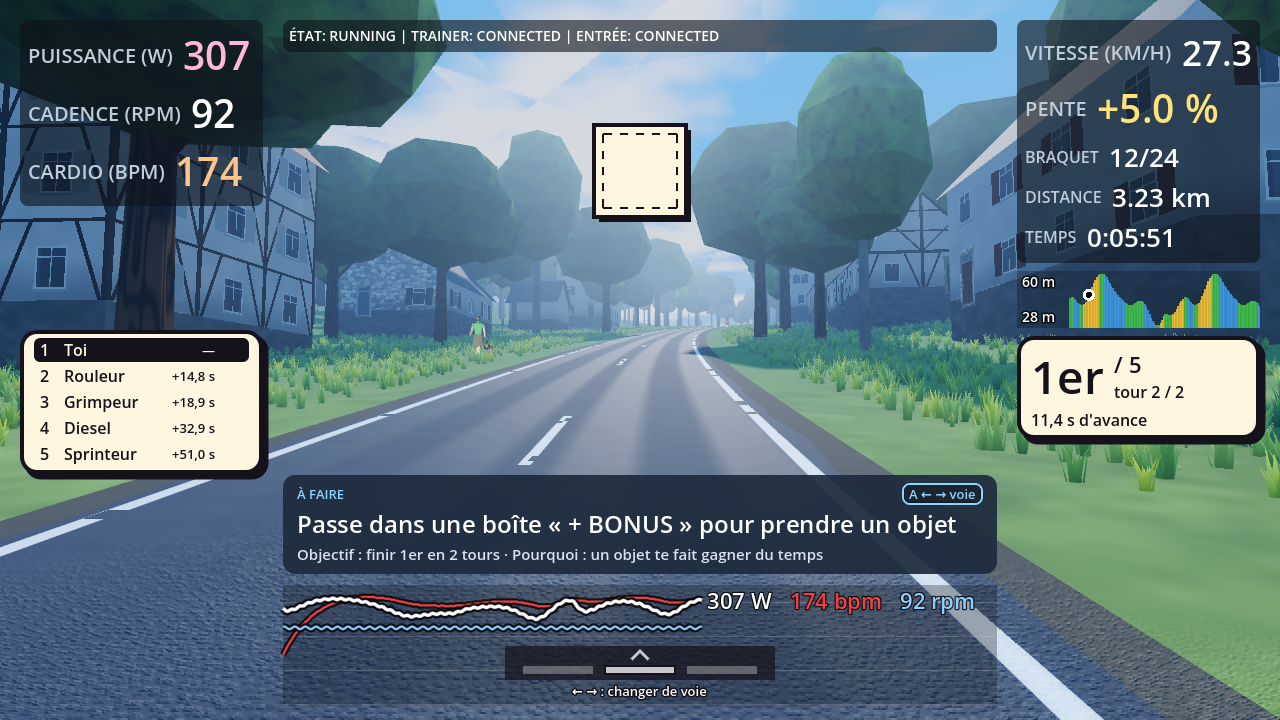 PUISSANCE (W) 307
CADENCE (RPM) 92
CARDIO (BPM) 174
ÉTAT: RUNNING | TRAINER: CONNECTED | ENTRÉE: CONNECTED
VITESSE (KM/H) 27.3
PENTE +5.0 %
BRAQUET 12/24
DISTANCE 3.23 km
TEMPS 0:05:51
60 m
28 m
1 Toi —
2 Rouleur +14,8 s
3 Grimpeur +18,9 s
4 Diesel +32,9 s
5 Sprinteur +51,0 s
1er / 5
tour 2 / 2
11,4 s d'avance
À FAIRE
A ← → voie
Passe dans une boîte « + BONUS » pour prendre un objet
Objectif : finir 1er en 2 tours · Pourquoi : un objet te fait gagner du temps
307 W 174 bpm 92 rpm
← → : changer de voie